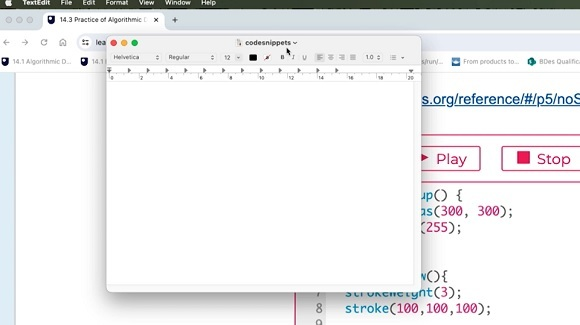 TextEdit File Edit Format View Window Help
14.3 Practice of Algorithmic D
lea
14.1 Algorithmic D
14.
run/...
From products to...
BDes Qualifica
codesnippets
Helvetica Regular 12 B I U 1.0
0 2 4 6 8 10 12 14 16 18 20
s.org/reference/#/p5/noS
Play Stop
up() {
as(300, 300);
(255);
w(){
7 strokeWeight(3);
8 stroke(100,100,100);
9